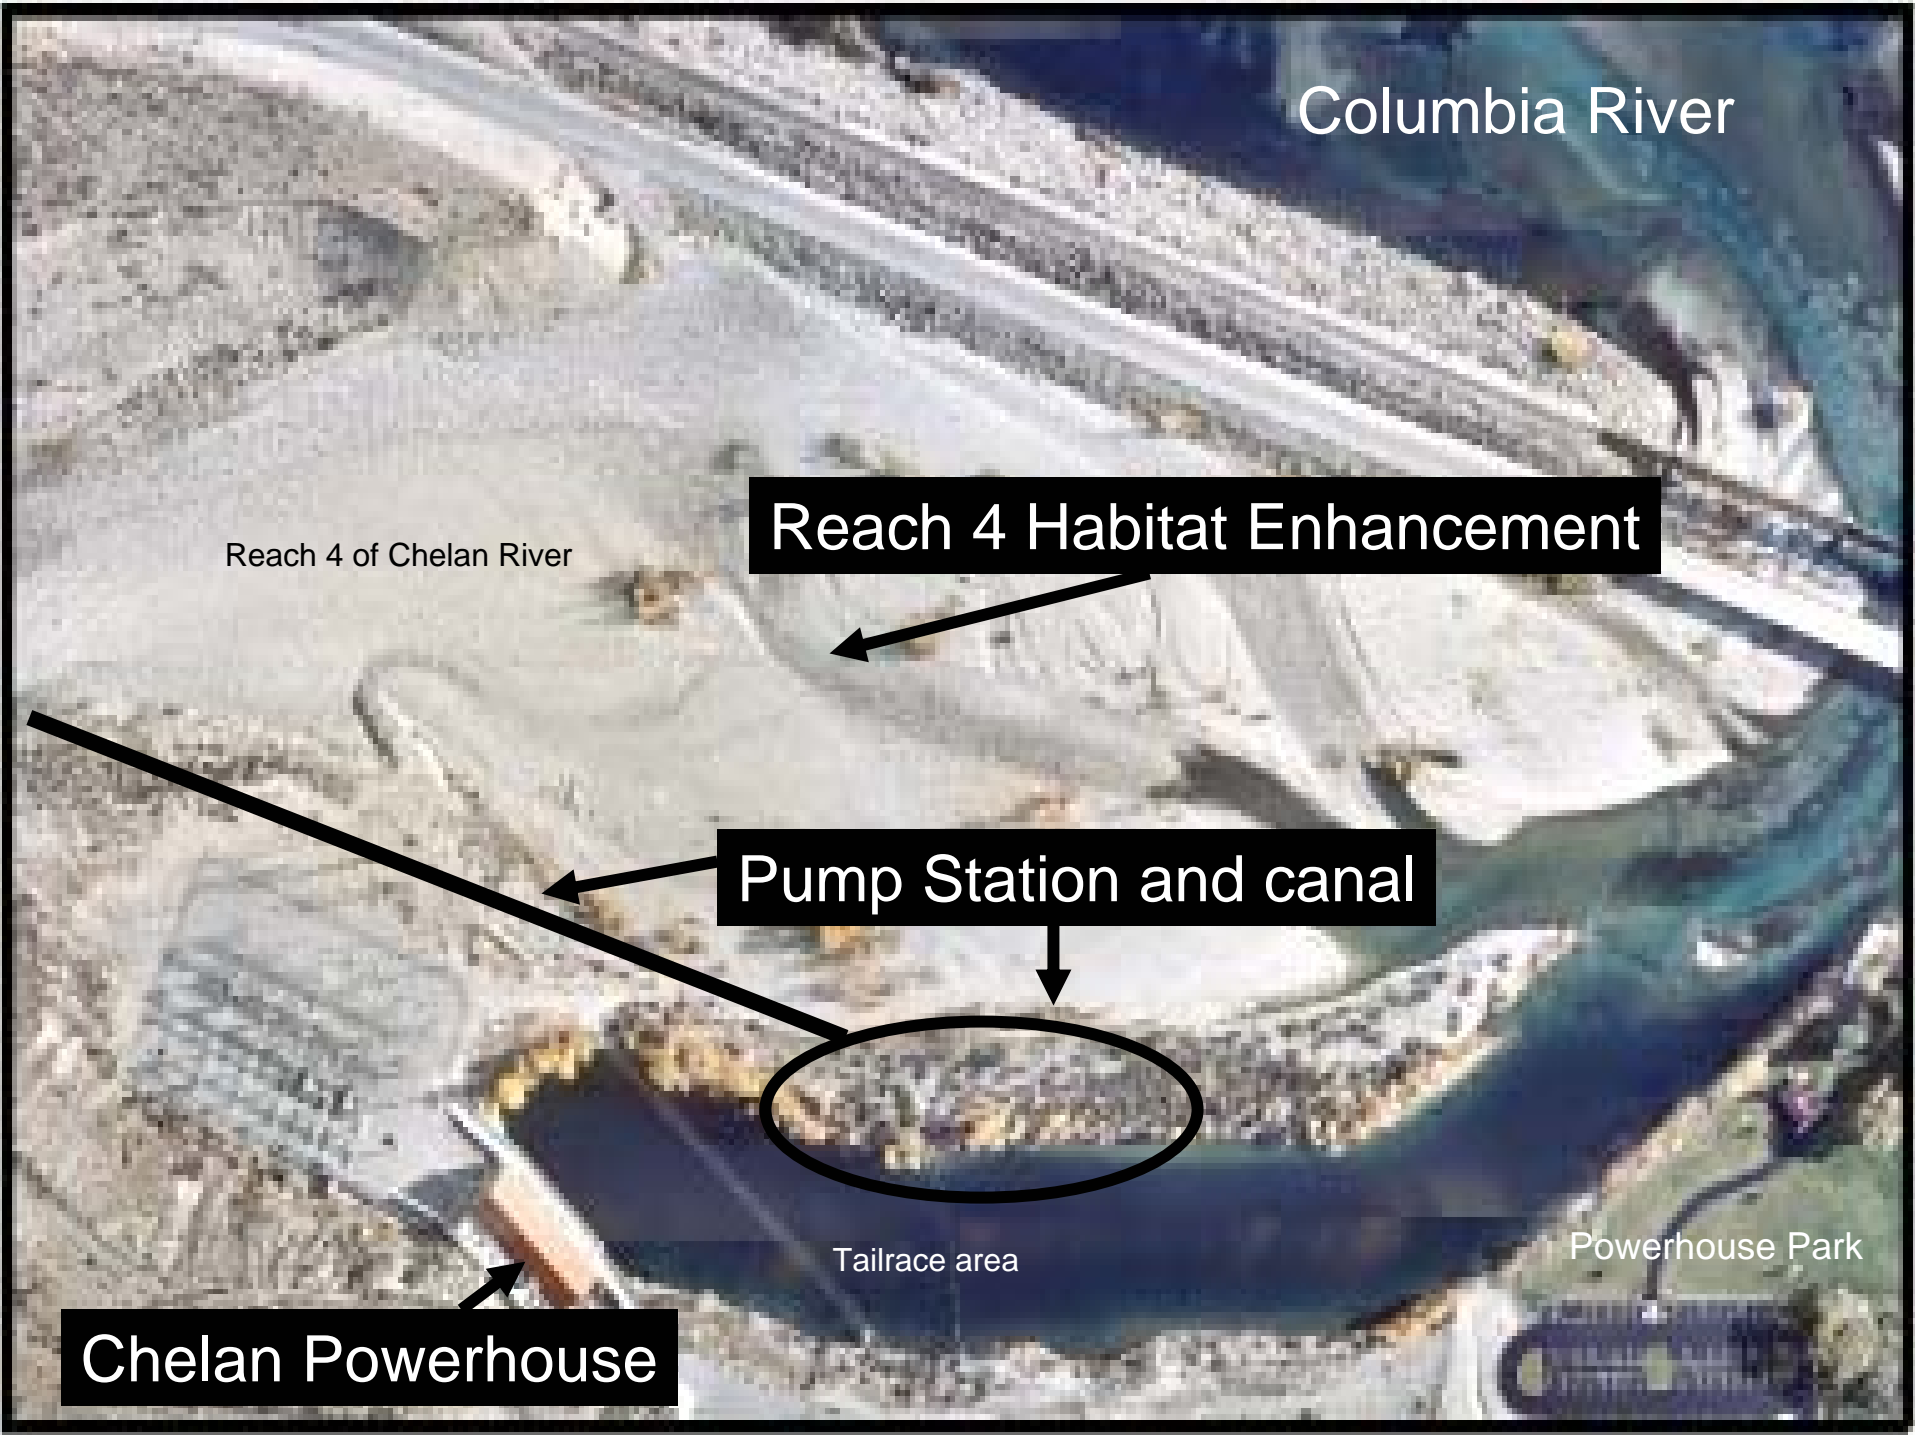 Columbia River
Reach 4 Habitat Enhancement
Reach 4 of Chelan River
Pump Station and canal
Powerhouse Park
Tailrace area
Chelan Powerhouse